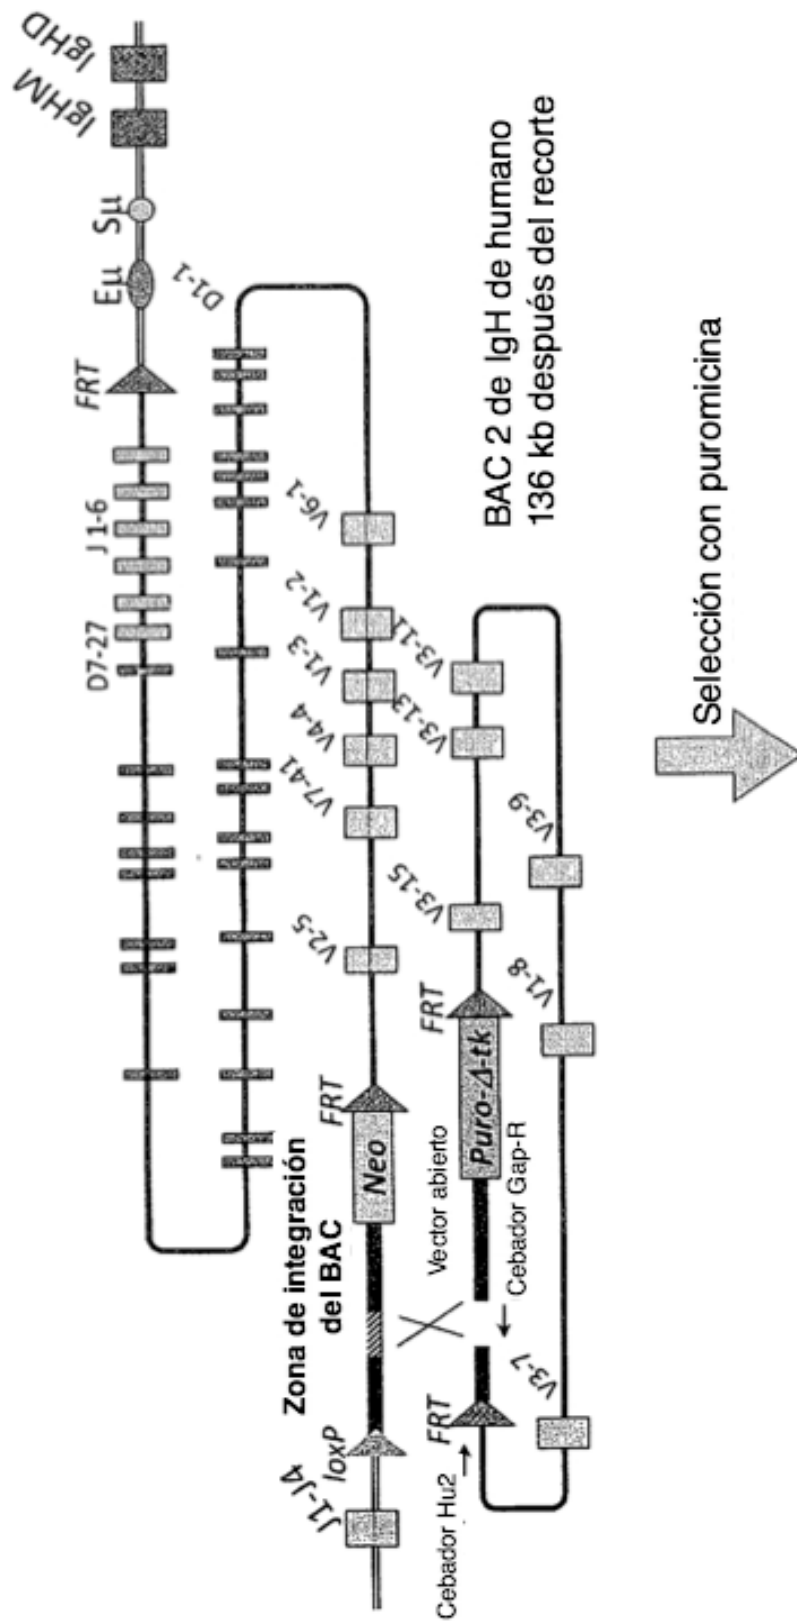 IgHD
IgHM
Sµ
Eµ
FRT
J 1-6
D7-27
D1-1
V6-1
V1-2
V1-3
V4-4
V7-41
V2-5
FRT
Neo
Zona de integración
del BAC
loxP
J1-J4
V3-11
V3-13
V3-15
FRT
Puro-Δ-tk
Vector abierto
Cebador Gap-R
FRT
Cebador Hu2
V3-7
V1-8
V3-9
BAC 2 de IgH de humano
136 kb después del recorte
Selección con puromicina